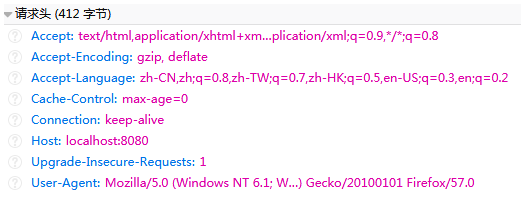 请求头 (412 字节)
Accept: text/html,application/xhtml+xm...plication/xml;q=0.9,*/*;q=0.8
Accept-Encoding: gzip, deflate
Accept-Language: zh-CN,zh;q=0.8,zh-TW;q=0.7,zh-HK;q=0.5,en-US;q=0.3,en;q=0.2
Cache-Control: max-age=0
Connection: keep-alive
Host: localhost:8080
Upgrade-Insecure-Requests: 1
User-Agent: Mozilla/5.0 (Windows NT 6.1; W...) Gecko/20100101 Firefox/57.0